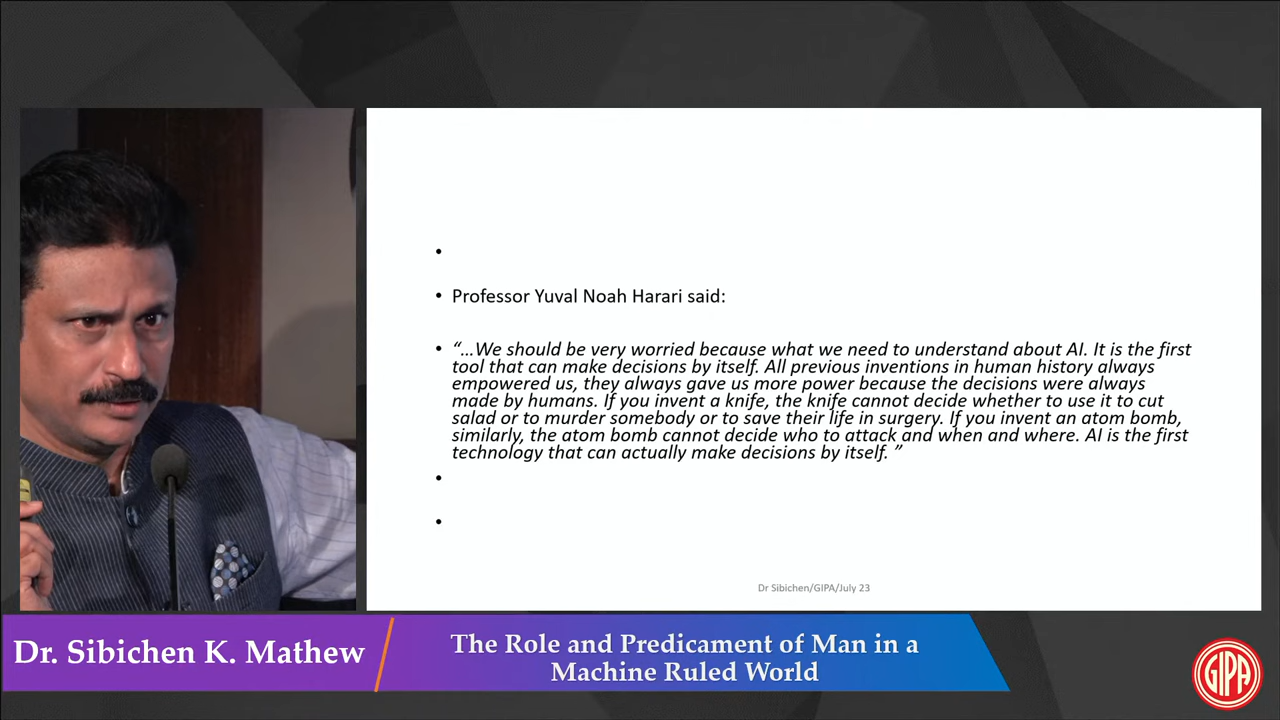 • Professor Yuval Noah Harari said:
• “...We should be very worried because what we need to understand about AI. It is the first
tool that can make decisions by itself. All previous inventions in human history always
empowered us, they always gave us more power because the decisions were always
made by humans. If you invent a knife, the knife cannot decide whether to use it to cut
salad or to murder somebody or to save their life in surgery. If you invent an atom bomb,
similarly, the atom bomb cannot decide who to attack and when and where. AI is the first
technology that can actually make decisions by itself. ”
Dr Sibichen/GIPA/July 23
Dr. Sibichen K. Mathew
The Role and Predicament of Man in a
Machine Ruled World
GIPA